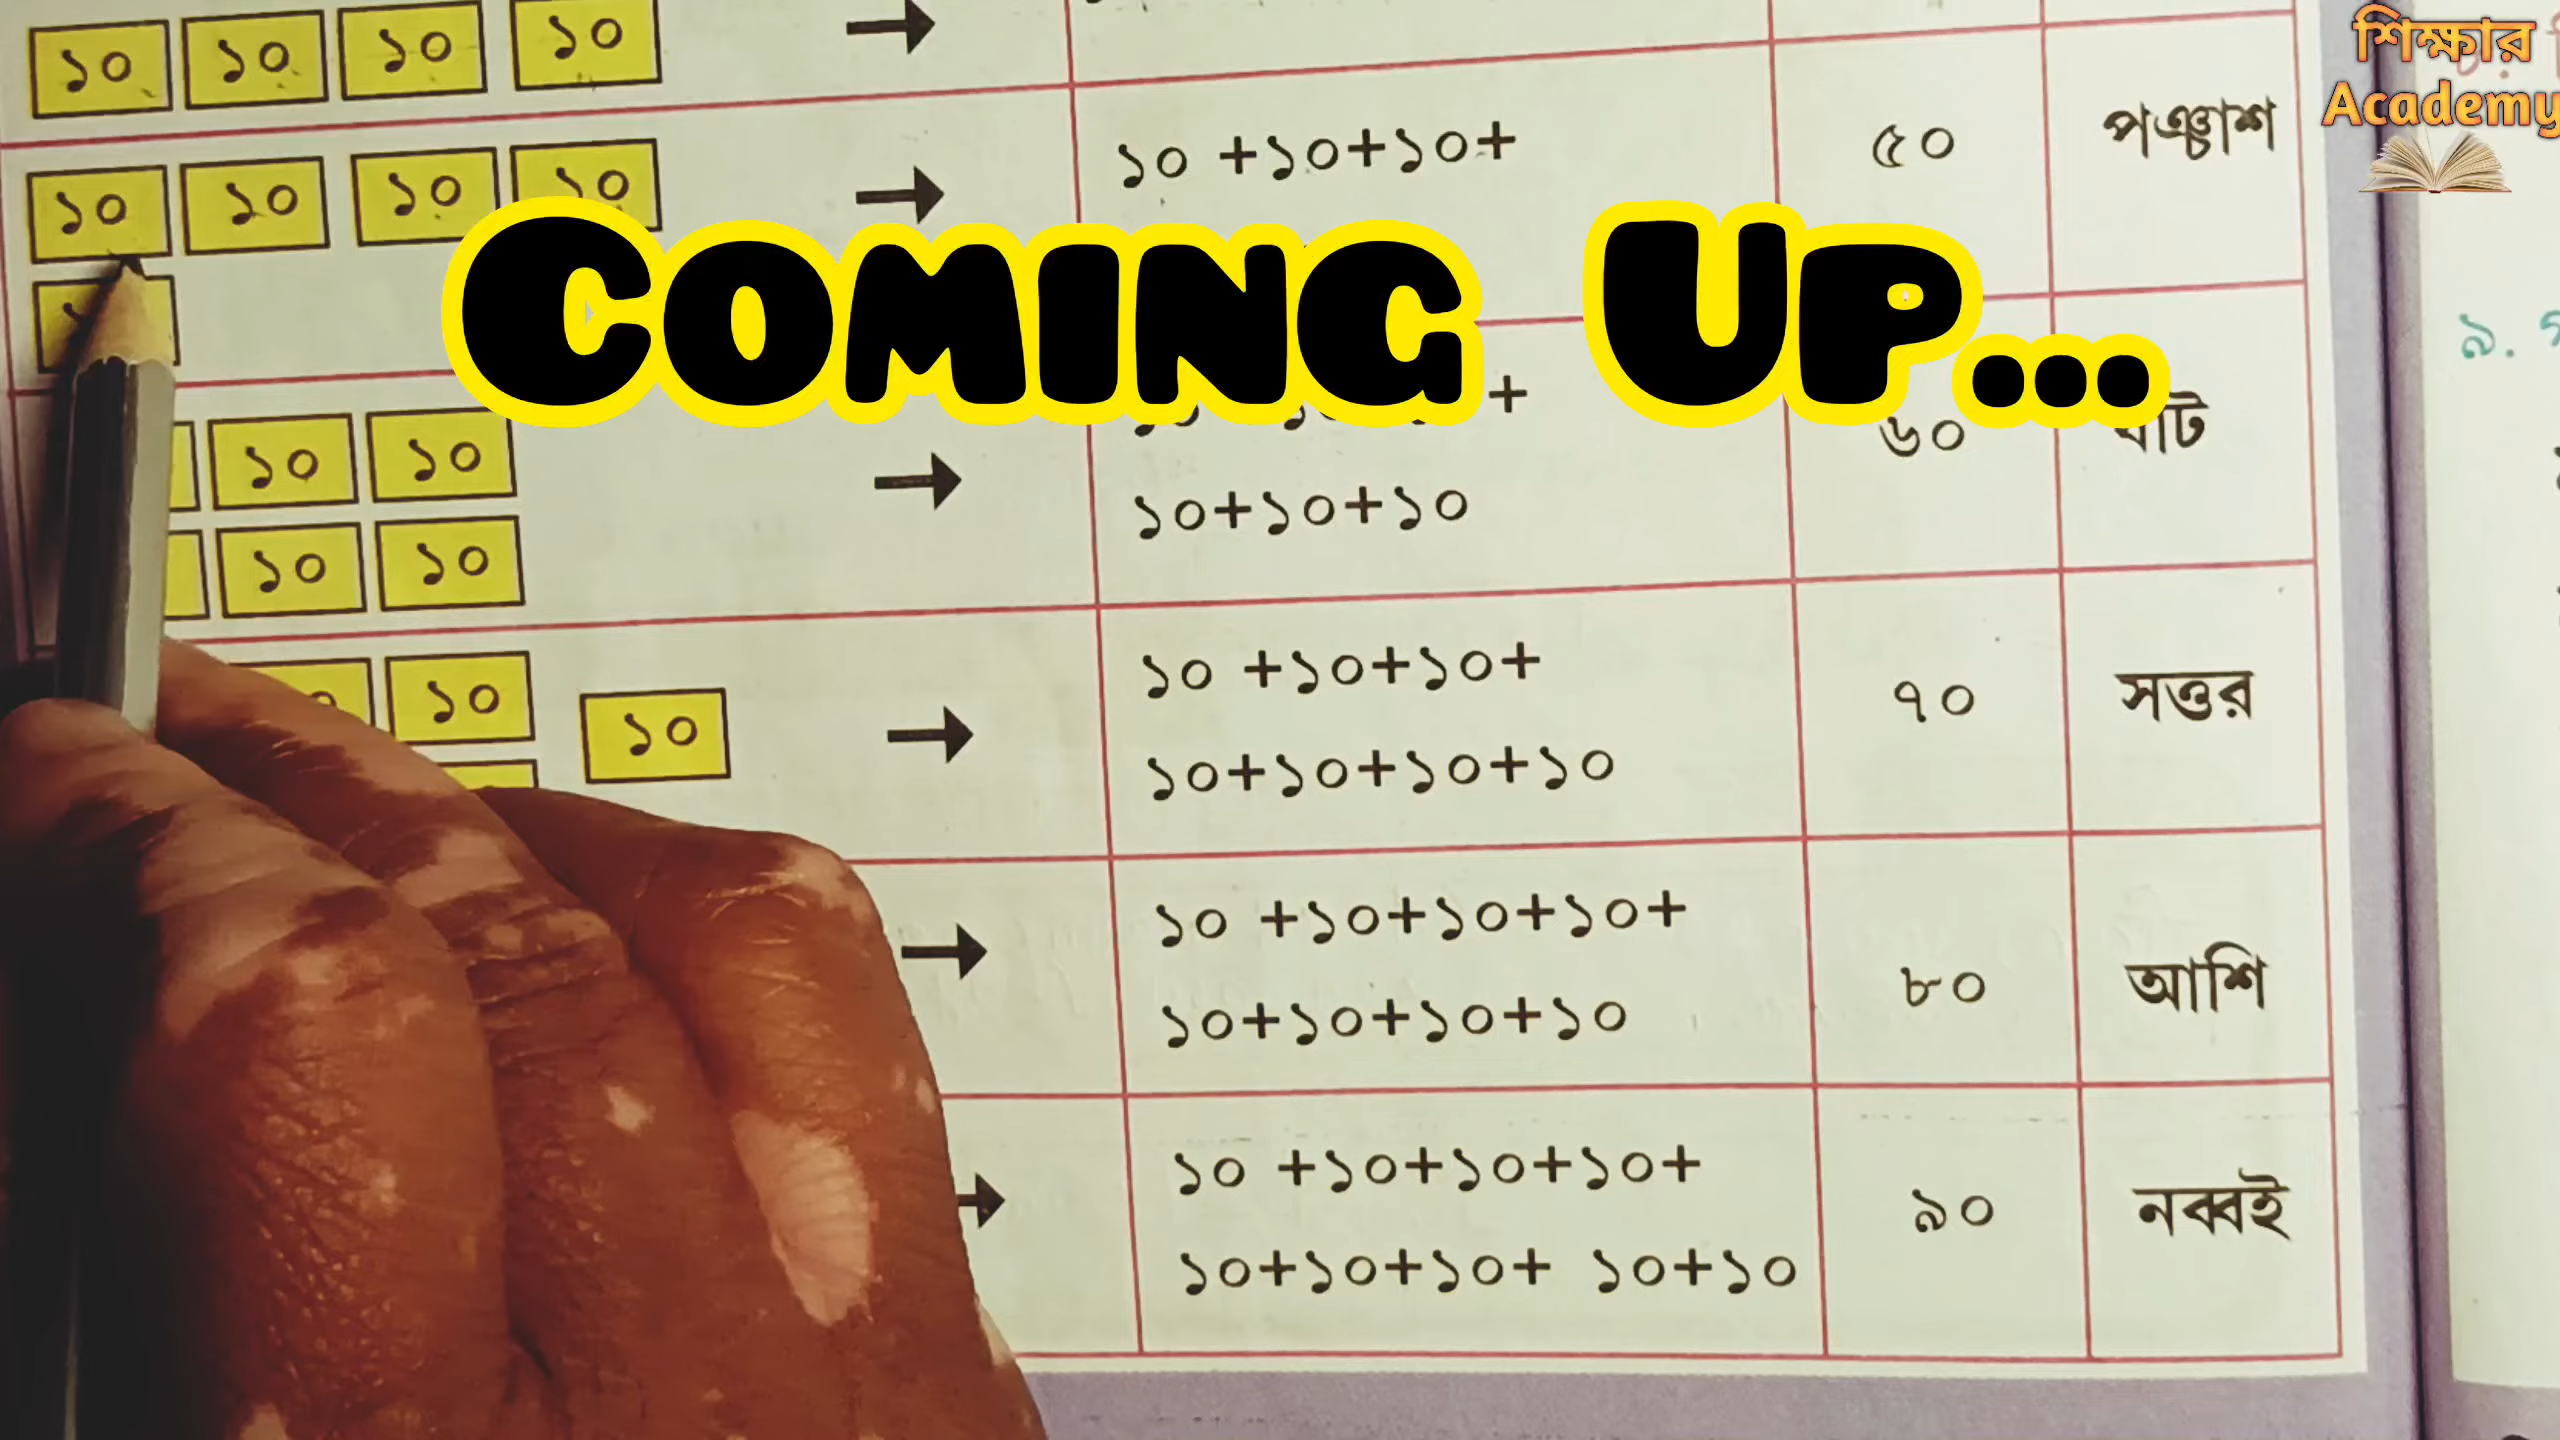 ১০ ১০ ১০ ১০ →
শিক্ষার
Academy
১০ ১০ ১০ ১০ → ১০ +১০+১০+ ৫০ পঞ্চাশ
Coming Up...
৯.
+
১০ ১০ → ৬০
১০ ১০ ১০+১০+১০
১০ ১০ → ১০ +১০+১০+ ৭০ সত্তর
১০+১০+১০+১০
→ ১০ +১০+১০+১০+ ৮০ আশি
১০+১০+১০+১০
→ ১০ +১০+১০+১০+ ৯০ নব্বই
১০+১০+১০+ ১০+১০